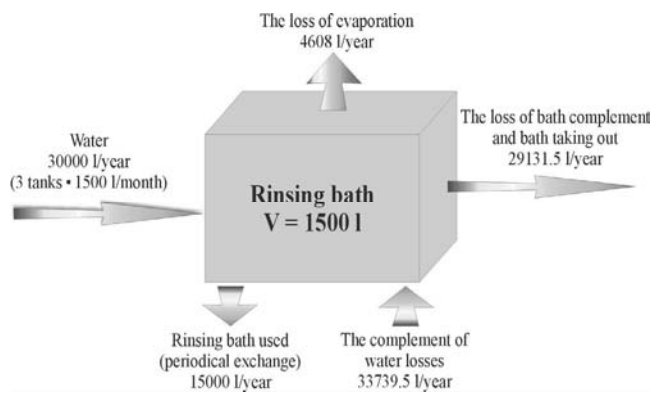 The loss of evaporation
4608 l/year
The loss of bath complement
and bath taking out
29131.5 l/year
Water
30000 l/year
(3 tanks • 1500 l/month)
Rinsing bath
V = 1500 l
Rinsing bath used
(periodical exchange)
15000 l/year
The complement of
water losses
33739.5 l/year